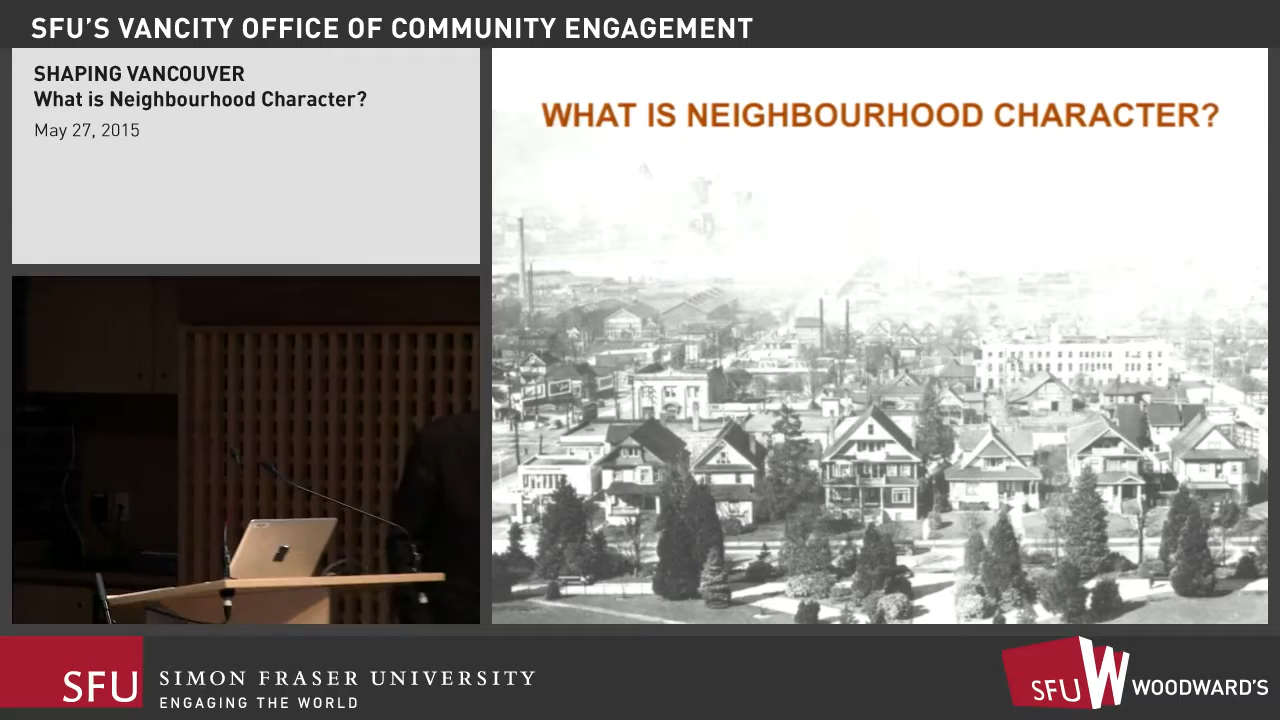 SFU'S VANCITY OFFICE OF COMMUNITY ENGAGEMENT
SHAPING VANCOUVER
What is Neighbourhood Character?
May 27, 2015
WHAT IS NEIGHBOURHOOD CHARACTER?
SFU
SIMON FRASER UNIVERSITY
ENGAGING THE WORLD
SFU W WOODWARD'S